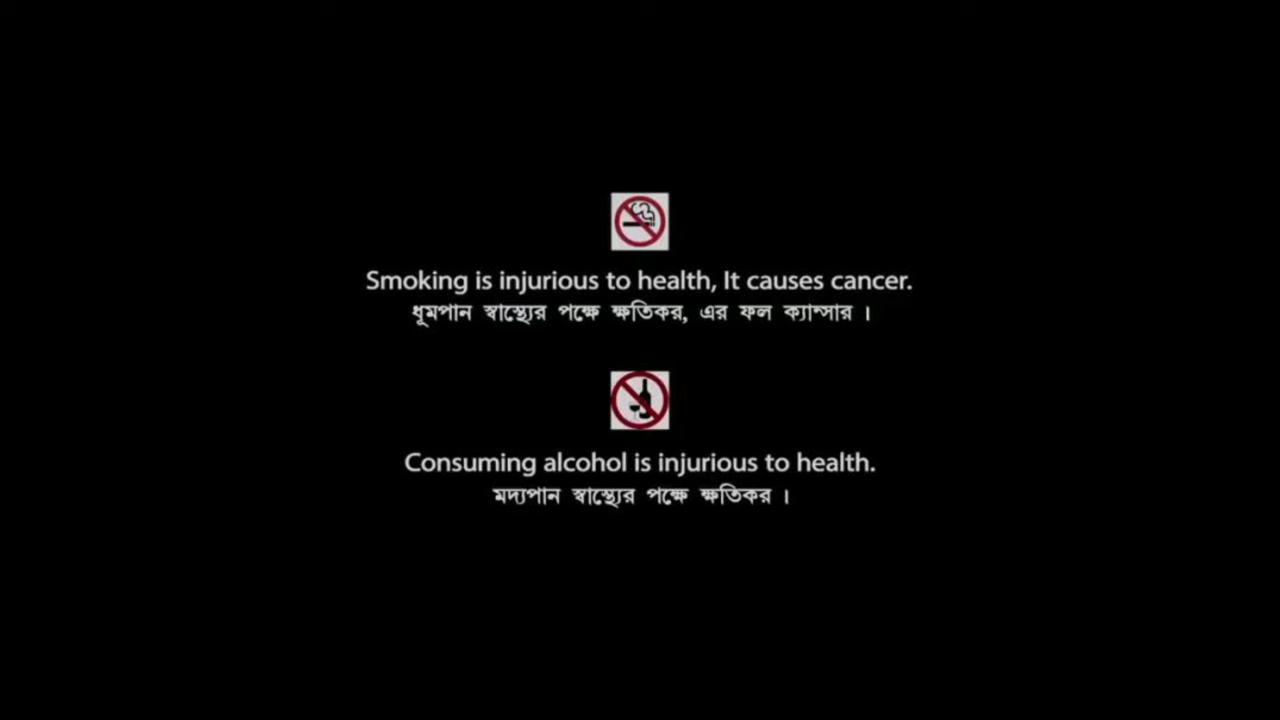 Smoking is injurious to health, It causes cancer.
ধূমপান স্বাস্থ্যের পক্ষে ক্ষতিকর, এর ফল ক্যান্সার ।
Consuming alcohol is injurious to health.
মদ্যপান স্বাস্থ্যের পক্ষে ক্ষতিকর ।